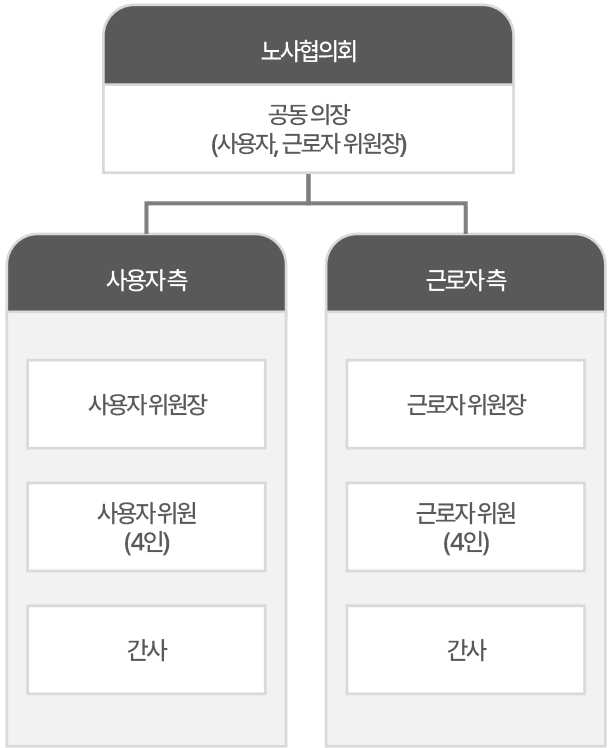 노사협의회
공동 의장
(사용자, 근로자 위원장)
사용자 측
사용자 위원장
사용자 위원
(4인)
간사
근로자 측
근로자 위원장
근로자 위원
(4인)
간사